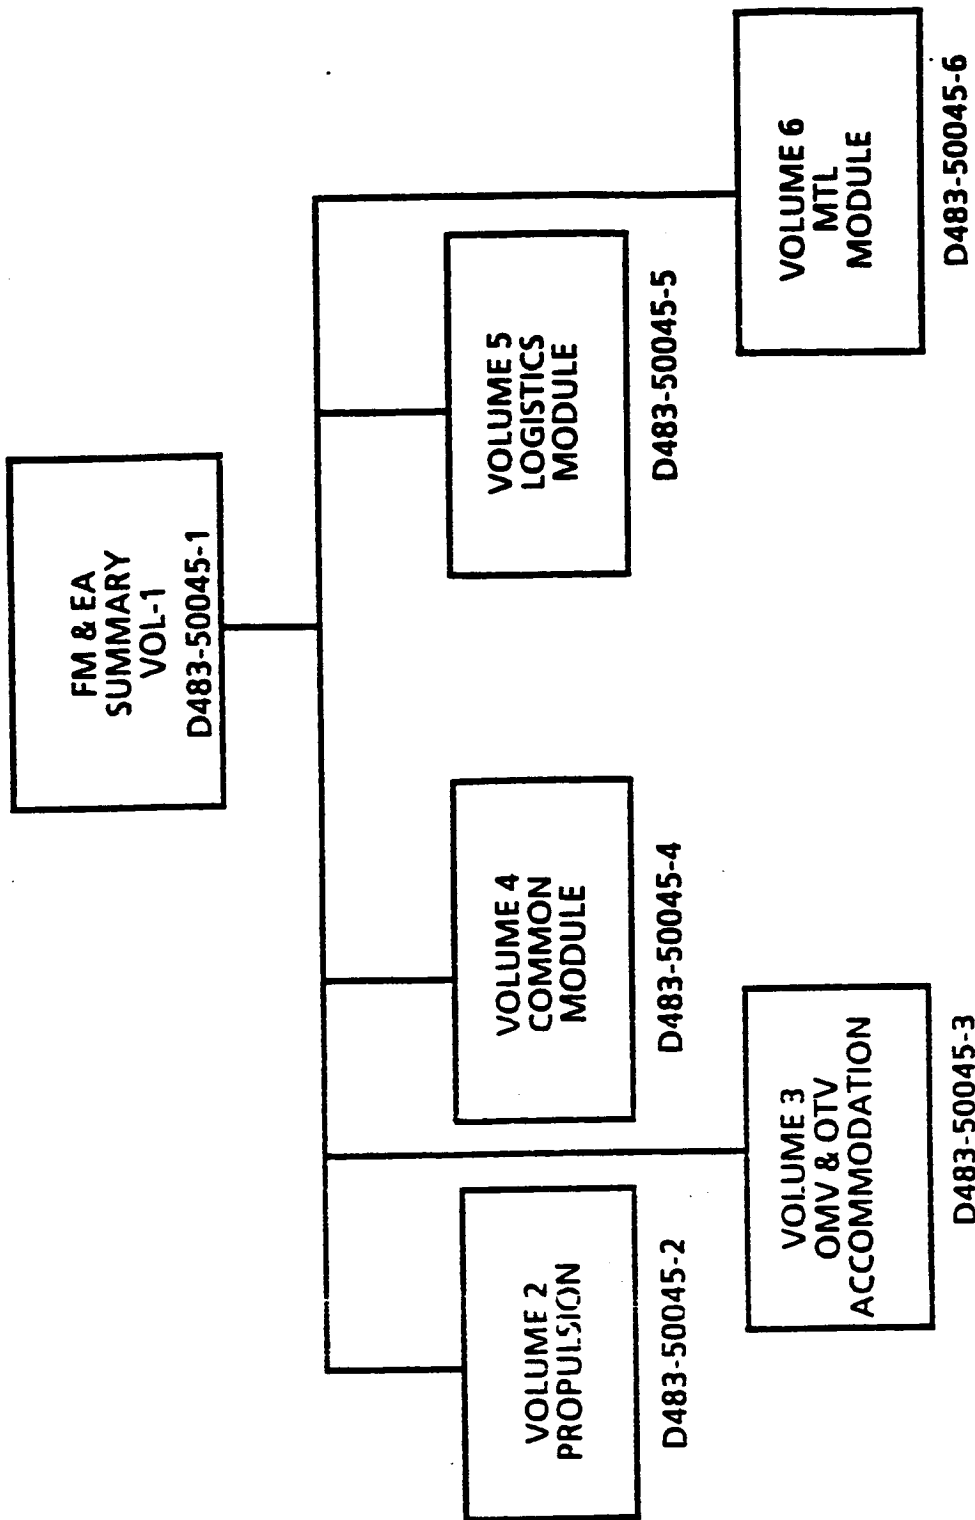 FM & EA
SUMMARY
VOL-1
D483-50045-1
VOLUME 2
PROPULSION
D483-50045-2
VOLUME 3
OMV & OTV
ACCOMMODATION
D483-50045-3
VOLUME 4
COMMON
MODULE
D483-50045-4
VOLUME 5
LOGISTICS
MODULE
D483-50045-5
VOLUME 6
MTL
MODULE
D483-50045-6